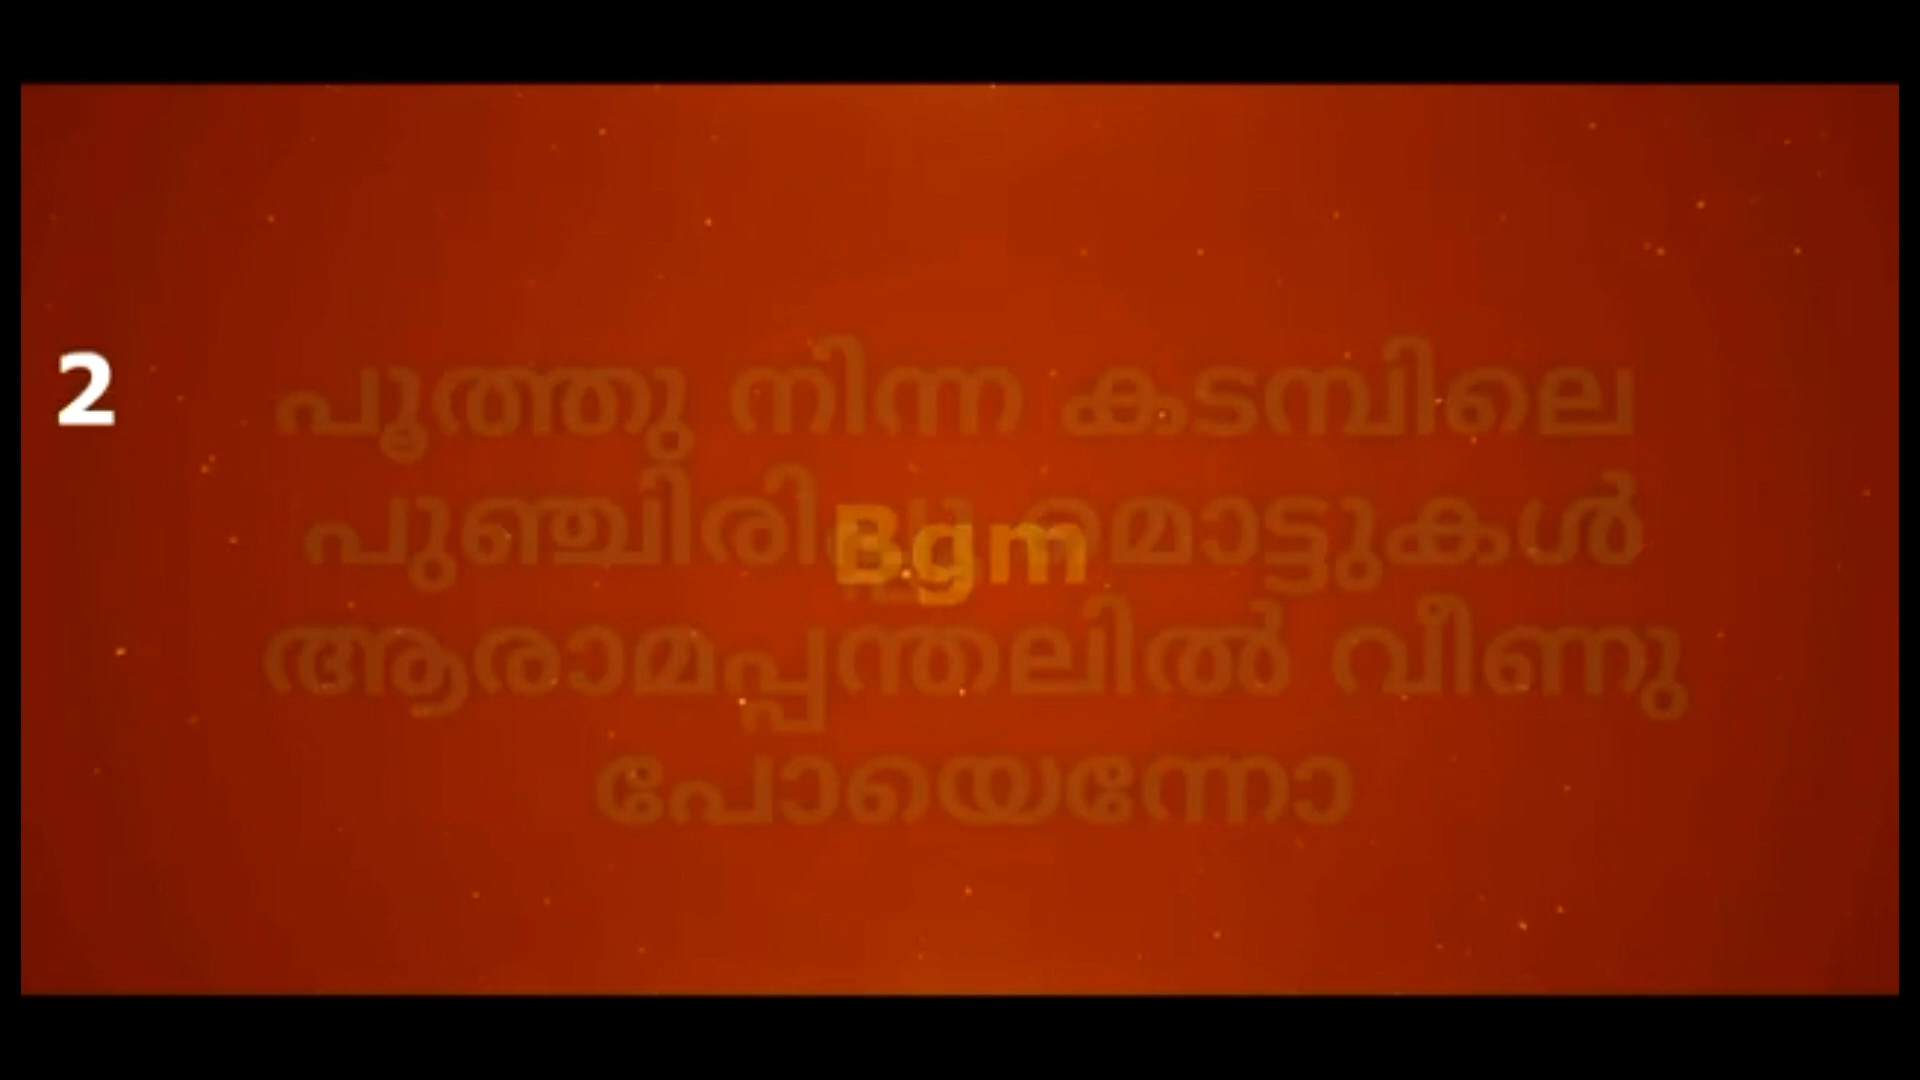 2
പൂത്തു നിന്ന കടമ്പിലെ
പുഞ്ചിരിപ്പൂ മൊട്ടുകൾ
Bgm
ആരാമപ്പന്തലിൽ വീണു
പോയെന്നോ